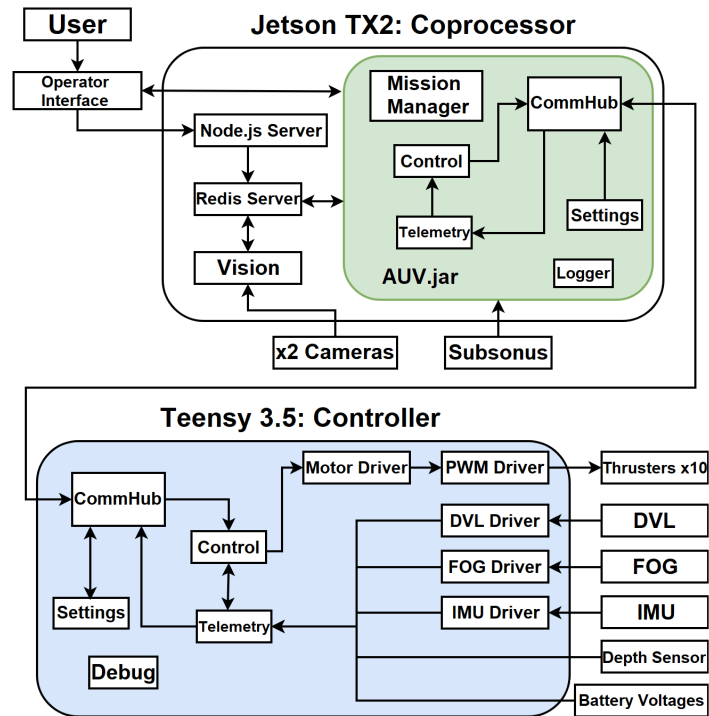 User
Jetson TX2: Coprocessor
Operator
Interface
Mission
Manager
CommHub
Node.js Server
Control
Redis Server
Settings
Telemetry
Vision
AUV.jar
Logger
x2 Cameras
Subsonus
Teensy 3.5: Controller
Motor Driver
PWM Driver
Thrusters x10
CommHub
DVL Driver
DVL
Control
FOG Driver
FOG
Settings
Telemetry
IMU Driver
IMU
Depth Sensor
Debug
Battery Voltages